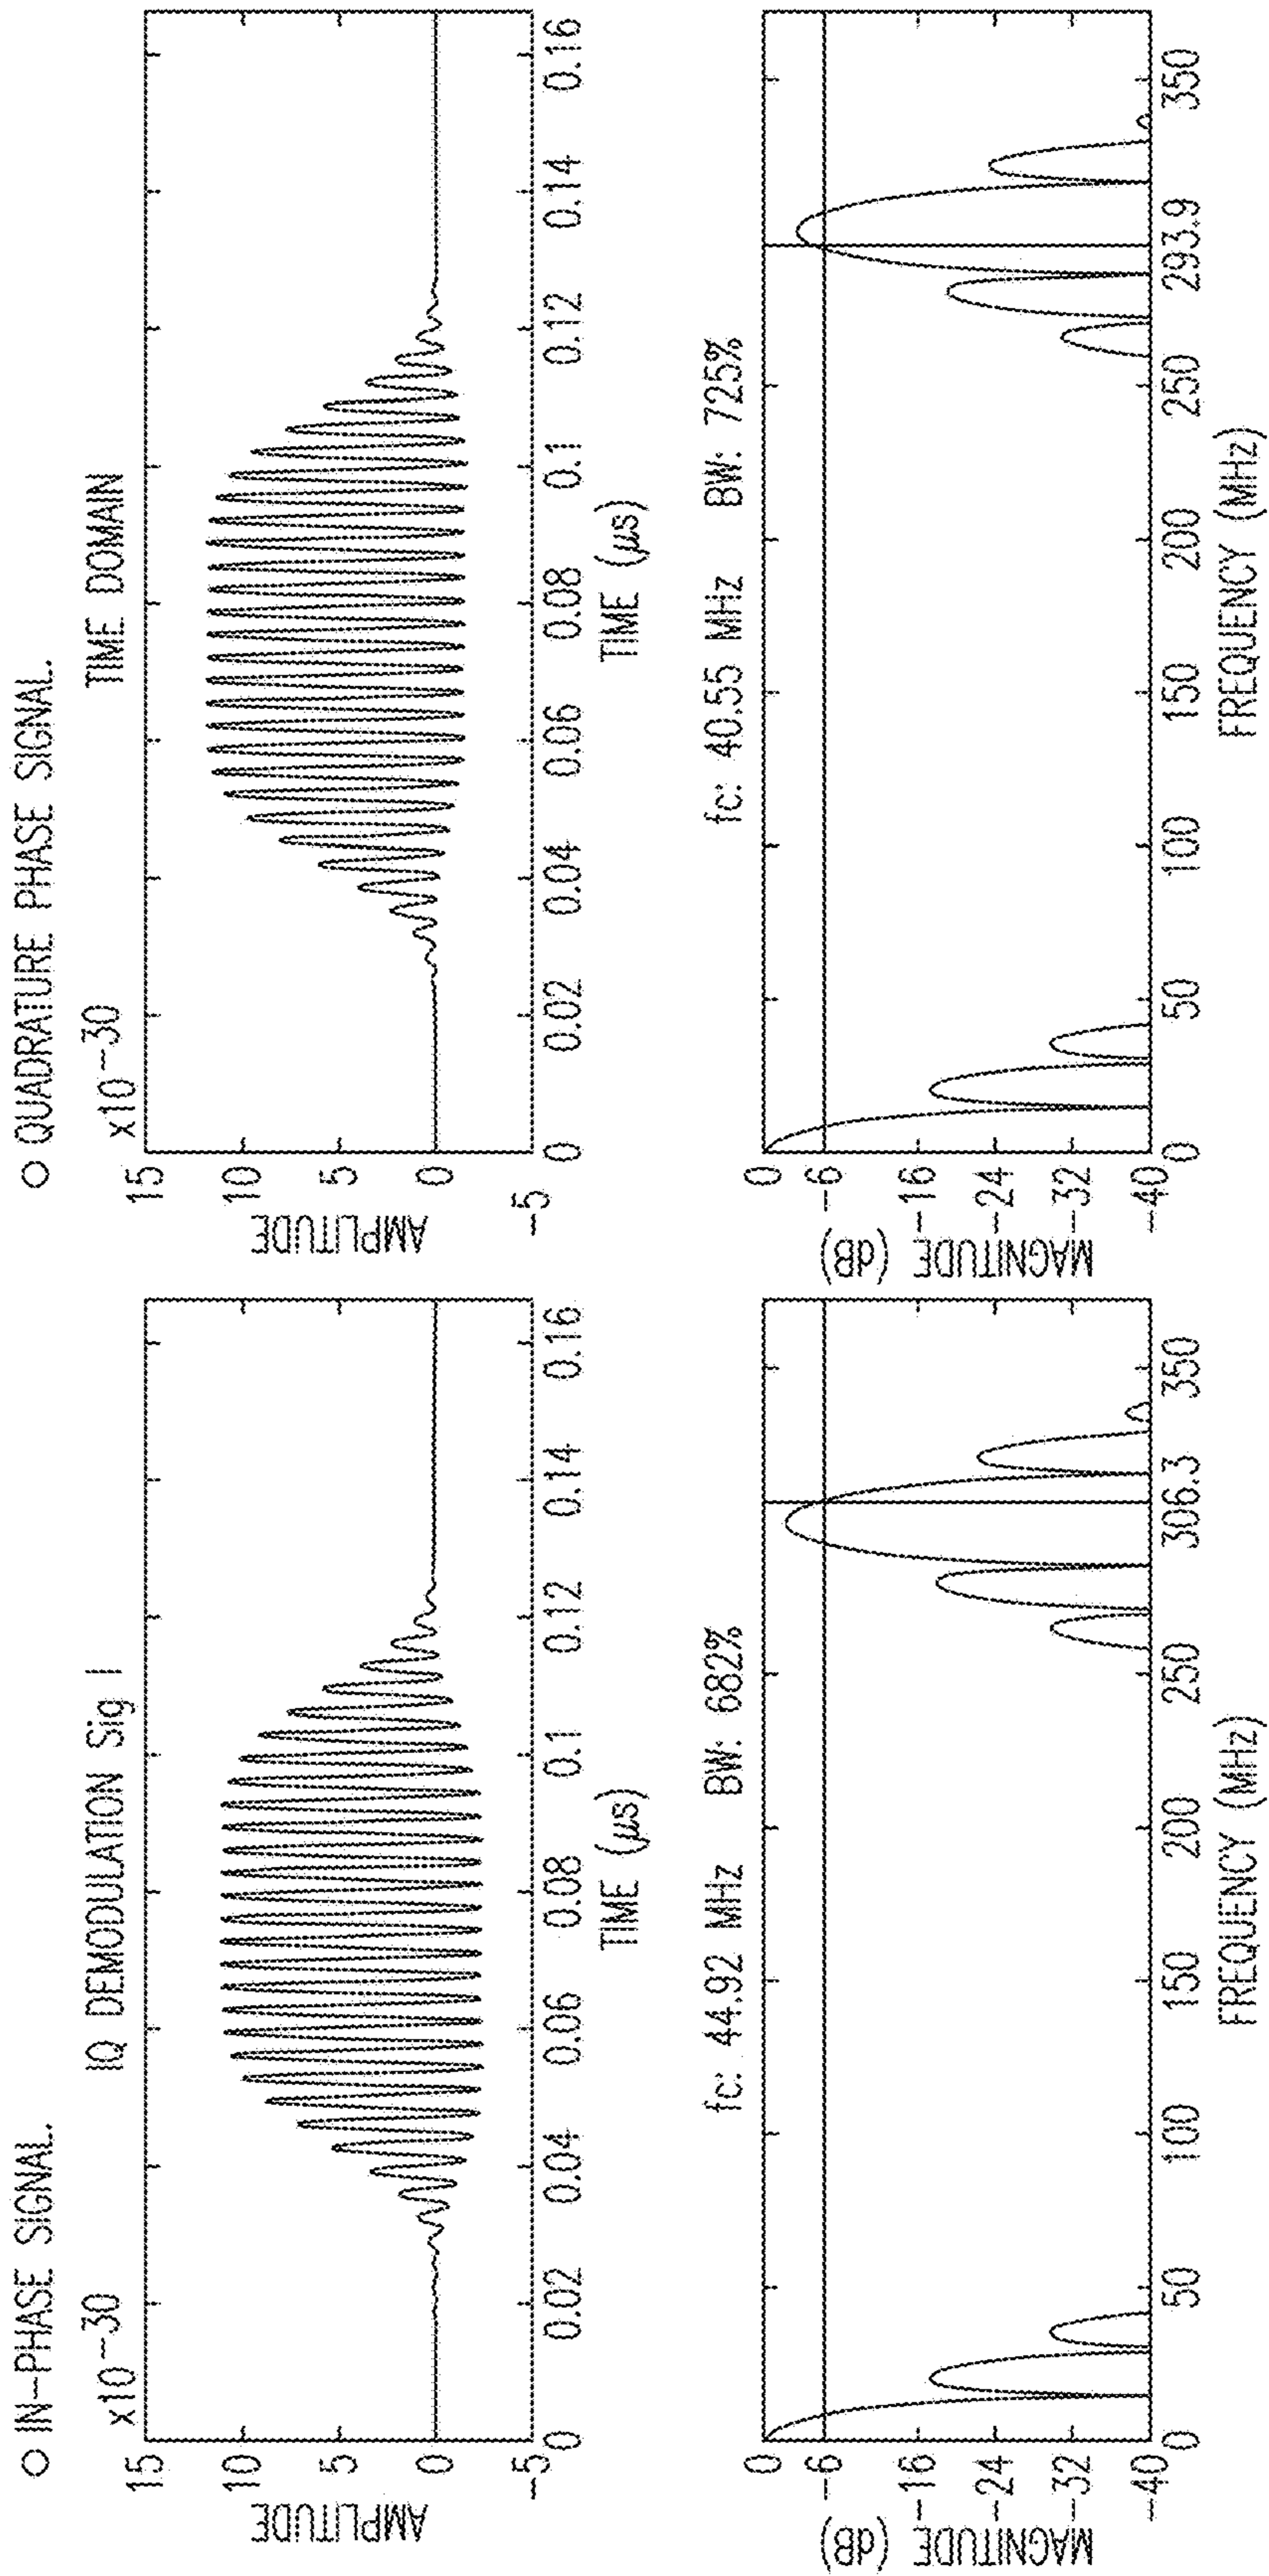 ○ IN-PHASE SIGNAL.
IQ DEMODULATION Sig I
x10-30
15
10
5
0
-5
AMPLITUDE
0 0.02 0.04 0.06 0.08 0.1 0.12 0.14 0.16
TIME (μs)
fc: 44.92 MHz BW: 682%
0
-6
-16
-24
-32
-40
MAGNITUDE (dB)
0 50 100 150 200 250 306.3 350
FREQUENCY (MHz)
○ QUADRATURE PHASE SIGNAL.
TIME DOMAIN
x10-30
15
10
5
0
-5
AMPLITUDE
0 0.02 0.04 0.06 0.08 0.1 0.12 0.14 0.16
TIME (μs)
fc: 40.55 MHz BW: 725%
0
-6
-16
-24
-32
-40
MAGNITUDE (dB)
0 50 100 150 200 250 293.9 350
FREQUENCY (MHz)